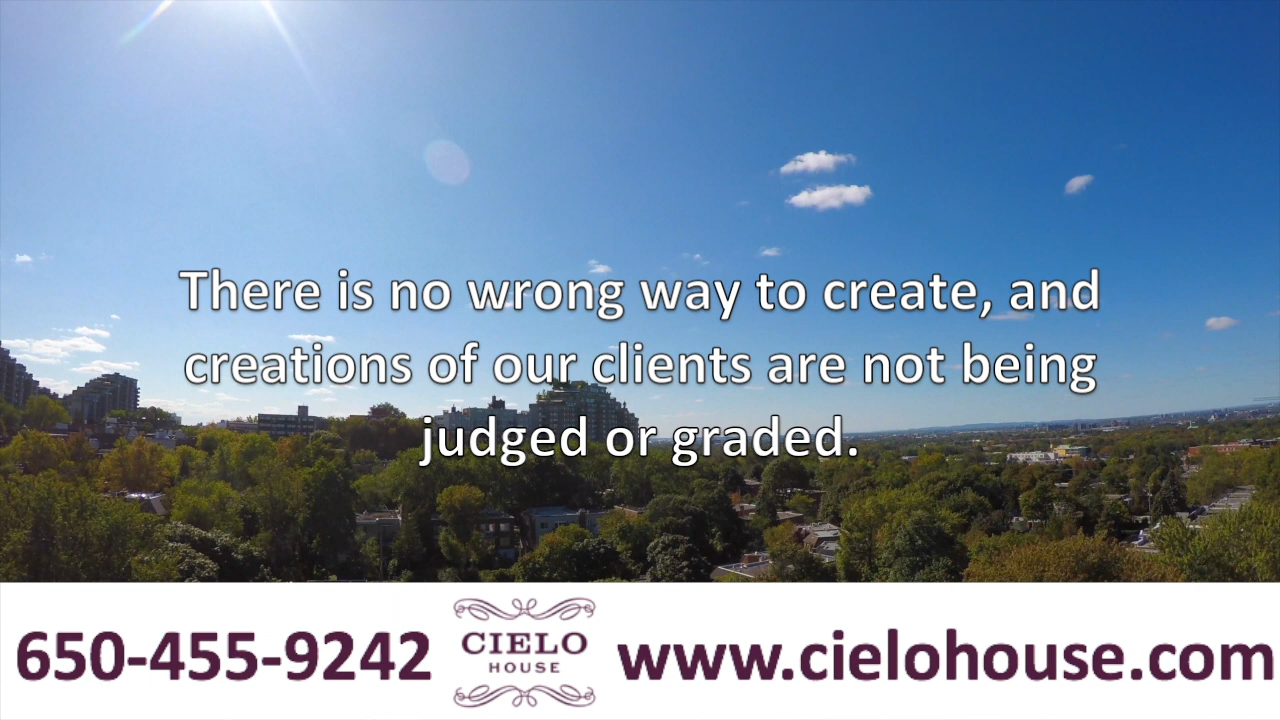 There is no wrong way to create, and
creations of our clients are not being
judged or graded.
650-455-9242
CIELO
HOUSE
www.cielohouse.com